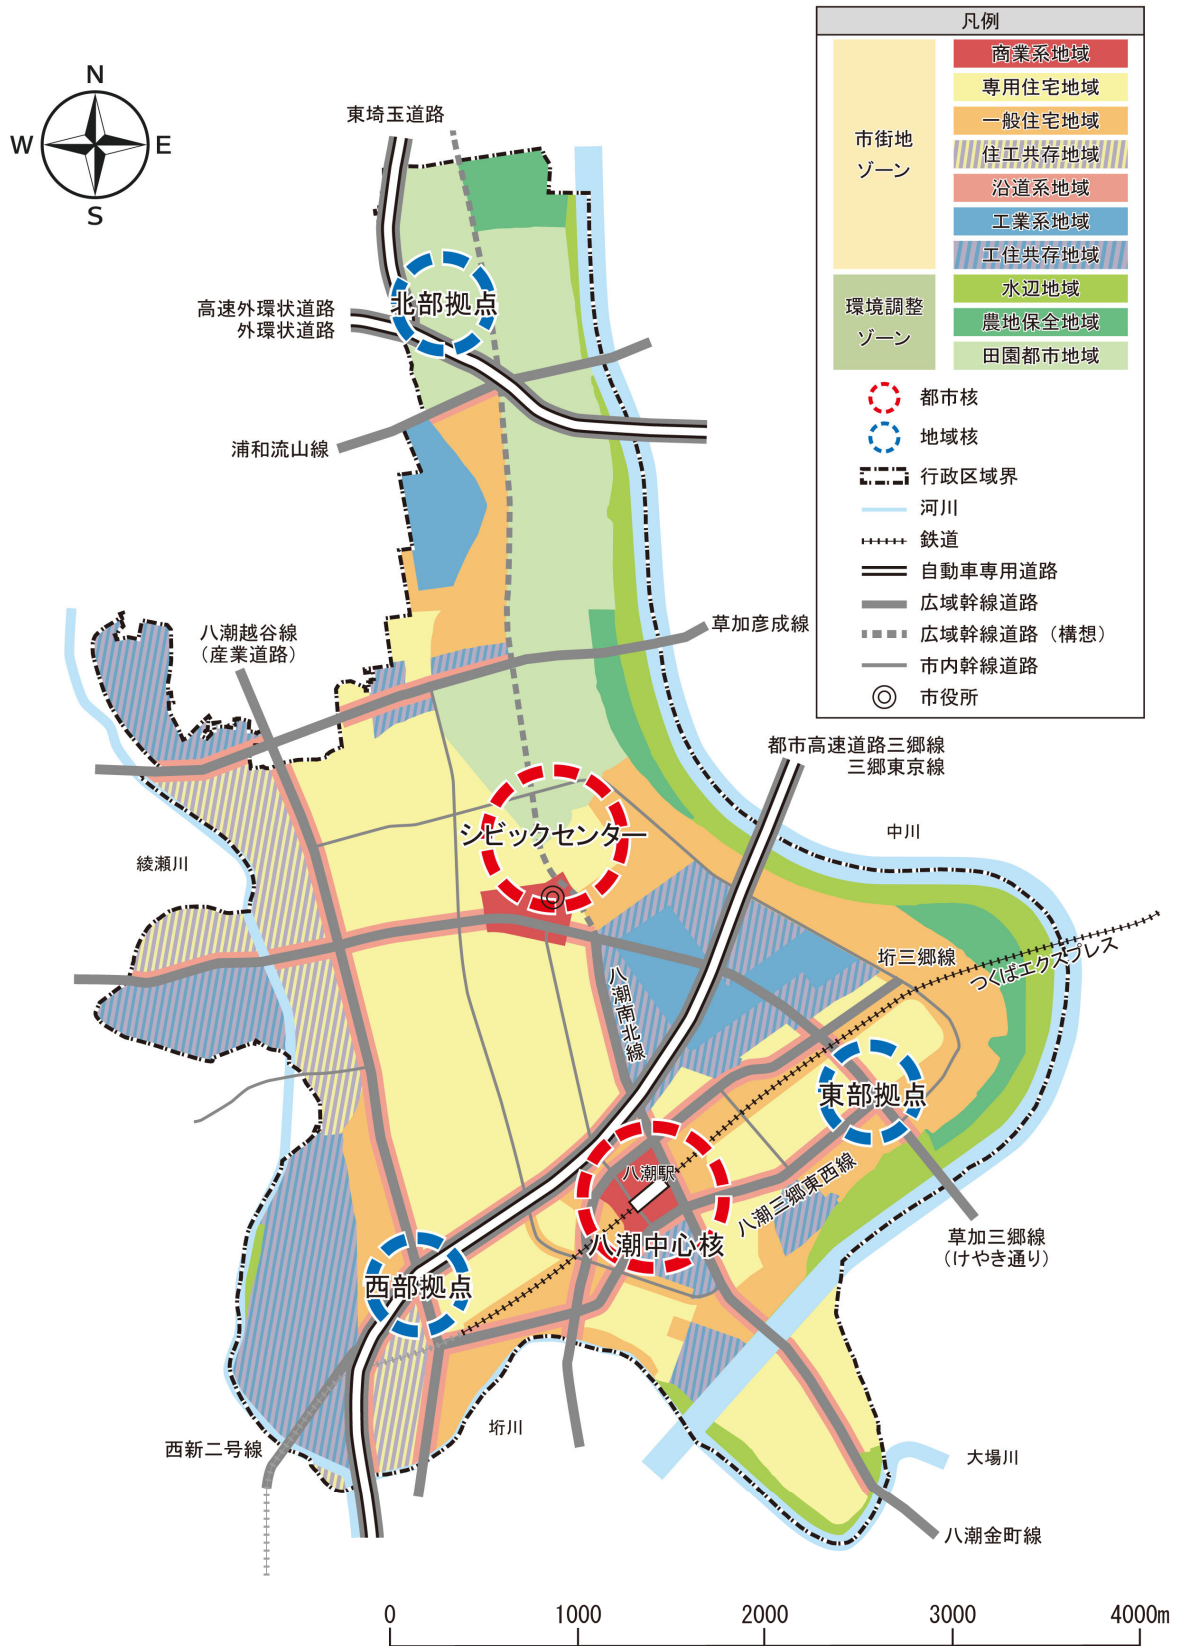 凡例
市街地
ゾーン
商業系地域
専用住宅地域
一般住宅地域
住工共存地域
沿道系地域
工業系地域
工住共存地域
環境調整
ゾーン
水辺地域
農地保全地域
田園都市地域
都市核
地域核
行政区域界
河川
鉄道
自動車専用道路
広域幹線道路
広域幹線道路（構想）
市内幹線道路
市役所
N
W
E
S
東埼玉道路
北部拠点
高速外環状道路
外環状道路
浦和流山線
八潮越谷線
（産業道路）
草加彦成線
都市高速道路三郷線
三郷東京線
シビックセンター
中川
綾瀬川
垳三郷線
つくばエクスプレス
八潮南北線
東部拠点
八潮駅
八潮三郷東西線
八潮中心核
草加三郷線
（けやき通り）
西部拠点
垳川
西新二号線
大場川
八潮金町線
0
1000
2000
3000
4000m